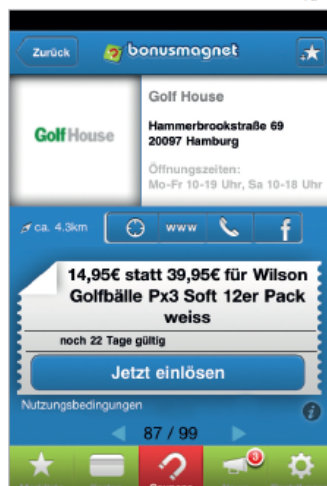 Zurück
bonusmagnet
Golf House
Golf House
Hammerbrookstraße 69
20097 Hamburg
Öffnungszeiten:
Mo-Fr 10-19 Uhr, Sa 10-18 Uhr
ca. 4.3km
www
f
14,95€ statt 39,95€ für Wilson
Golfbälle Px3 Soft 12er Pack
weiss
noch 22 Tage gültig
Jetzt einlösen
Nutzungsbedingungen
i
87 / 99
3